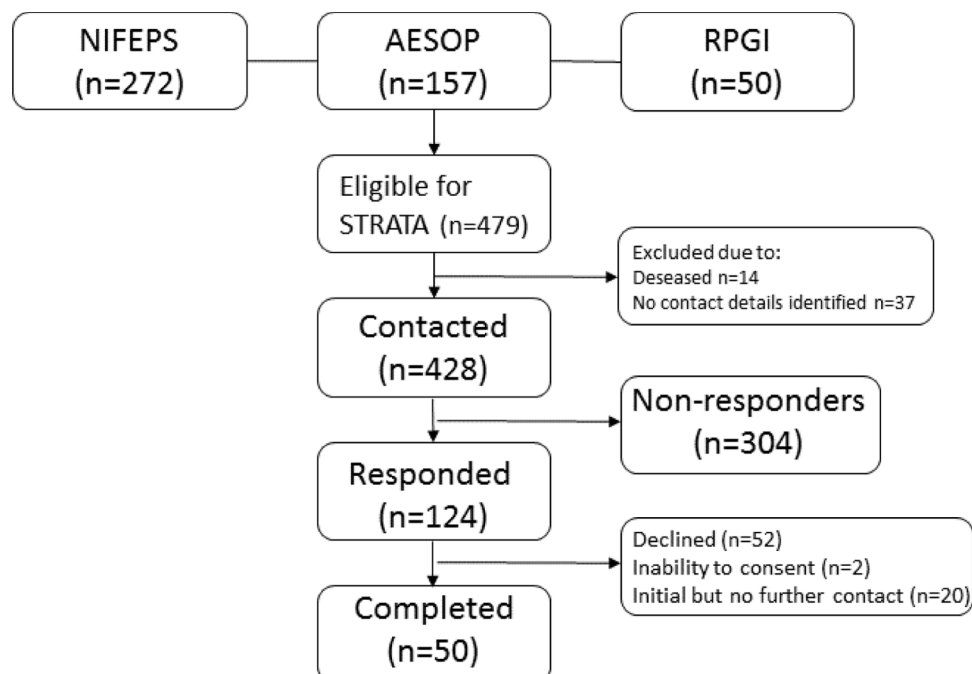 NIFEPS
(n=272)
AESOP
(n=157)
RPGI
(n=50)
Eligible for
STRATA (n=479)
Excluded due to:
Deseased n=14
No contact details identified n=37
Contacted
(n=428)
Non-responders
(n=304)
Responded
(n=124)
Declined (n=52)
Inability to consent (n=2)
Initial but no further contact (n=20)
Completed
(n=50)